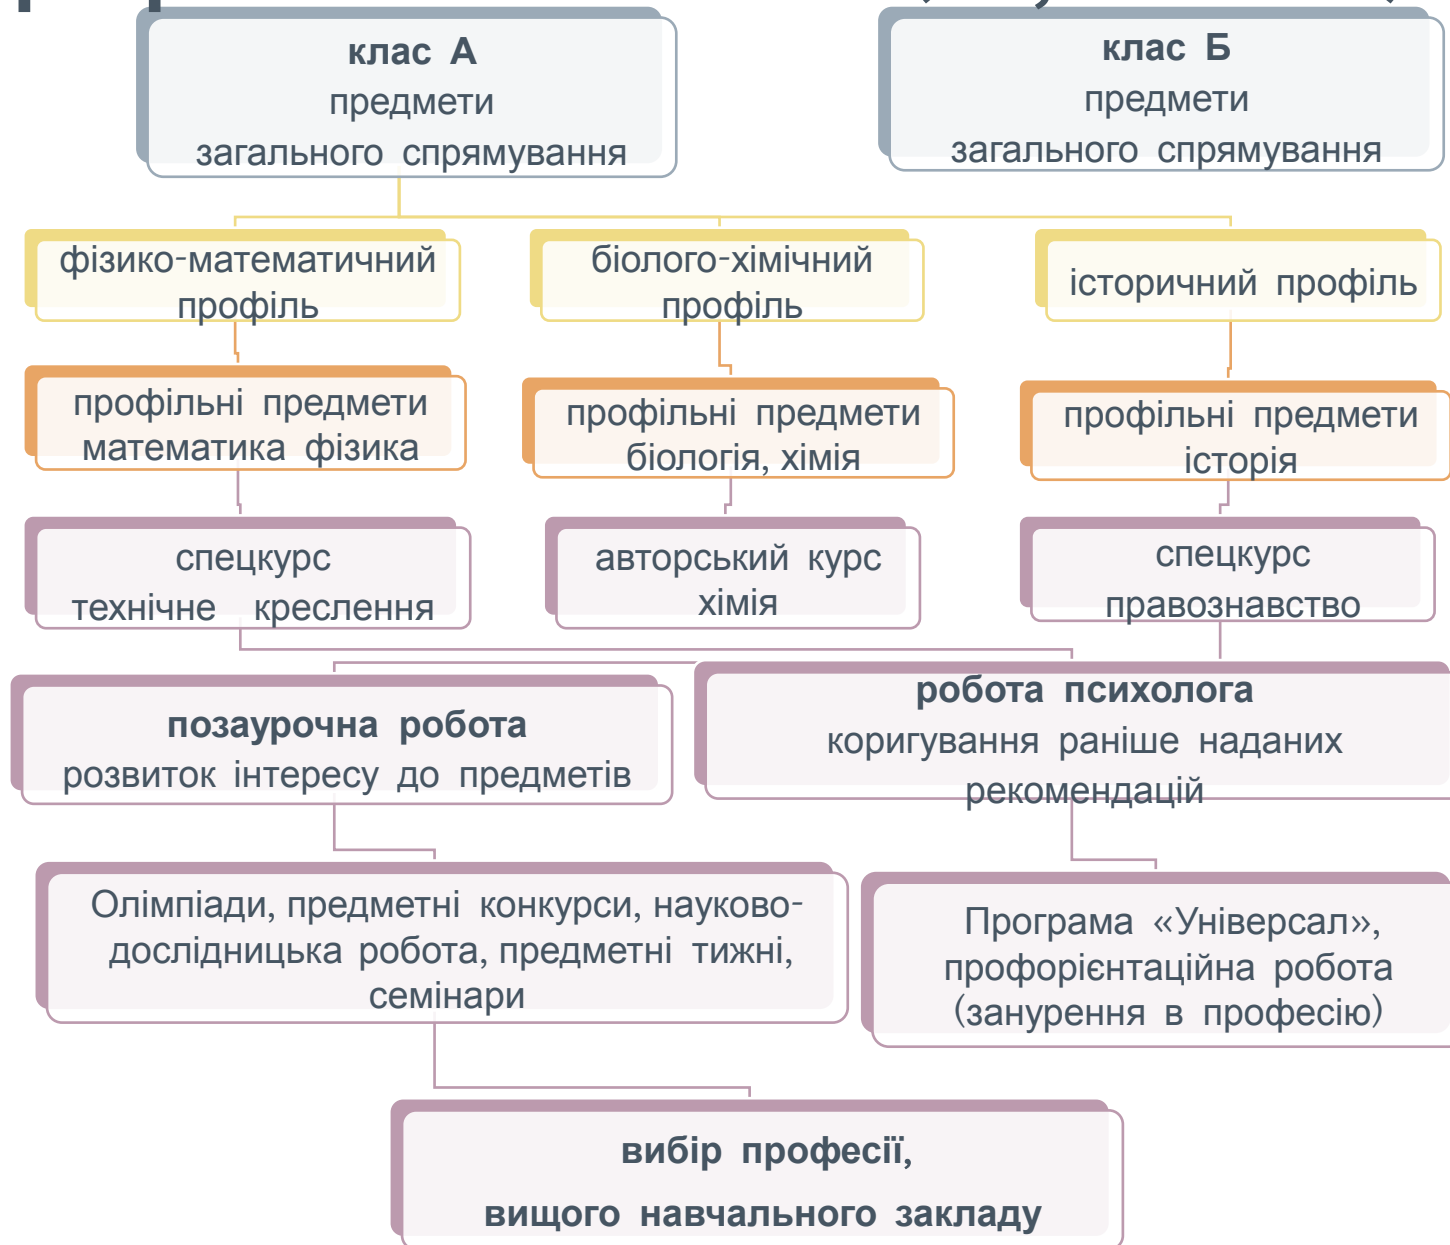 клас А
предмети
загального спрямування
клас Б
предмети
загального спрямування
фізико-математичний
профіль
біолого-хімічний
профіль
історичний профіль
профільні предмети
математика фізика
профільні предмети
біологія, хімія
профільні предмети
історія
спецкурс
технічне креслення
авторський курс
хімія
спецкурс
правознавство
позаурочна робота
розвиток інтересу до предметів
робота психолога
коригування раніше наданих
рекомендацій
Олімпіади, предметні конкурси, науково-
дослідницька робота, предметні тижні,
семінари
Програма «Універсал»,
профорієнтаційна робота
(занурення в професію)
вибір професії,
вищого навчального закладу